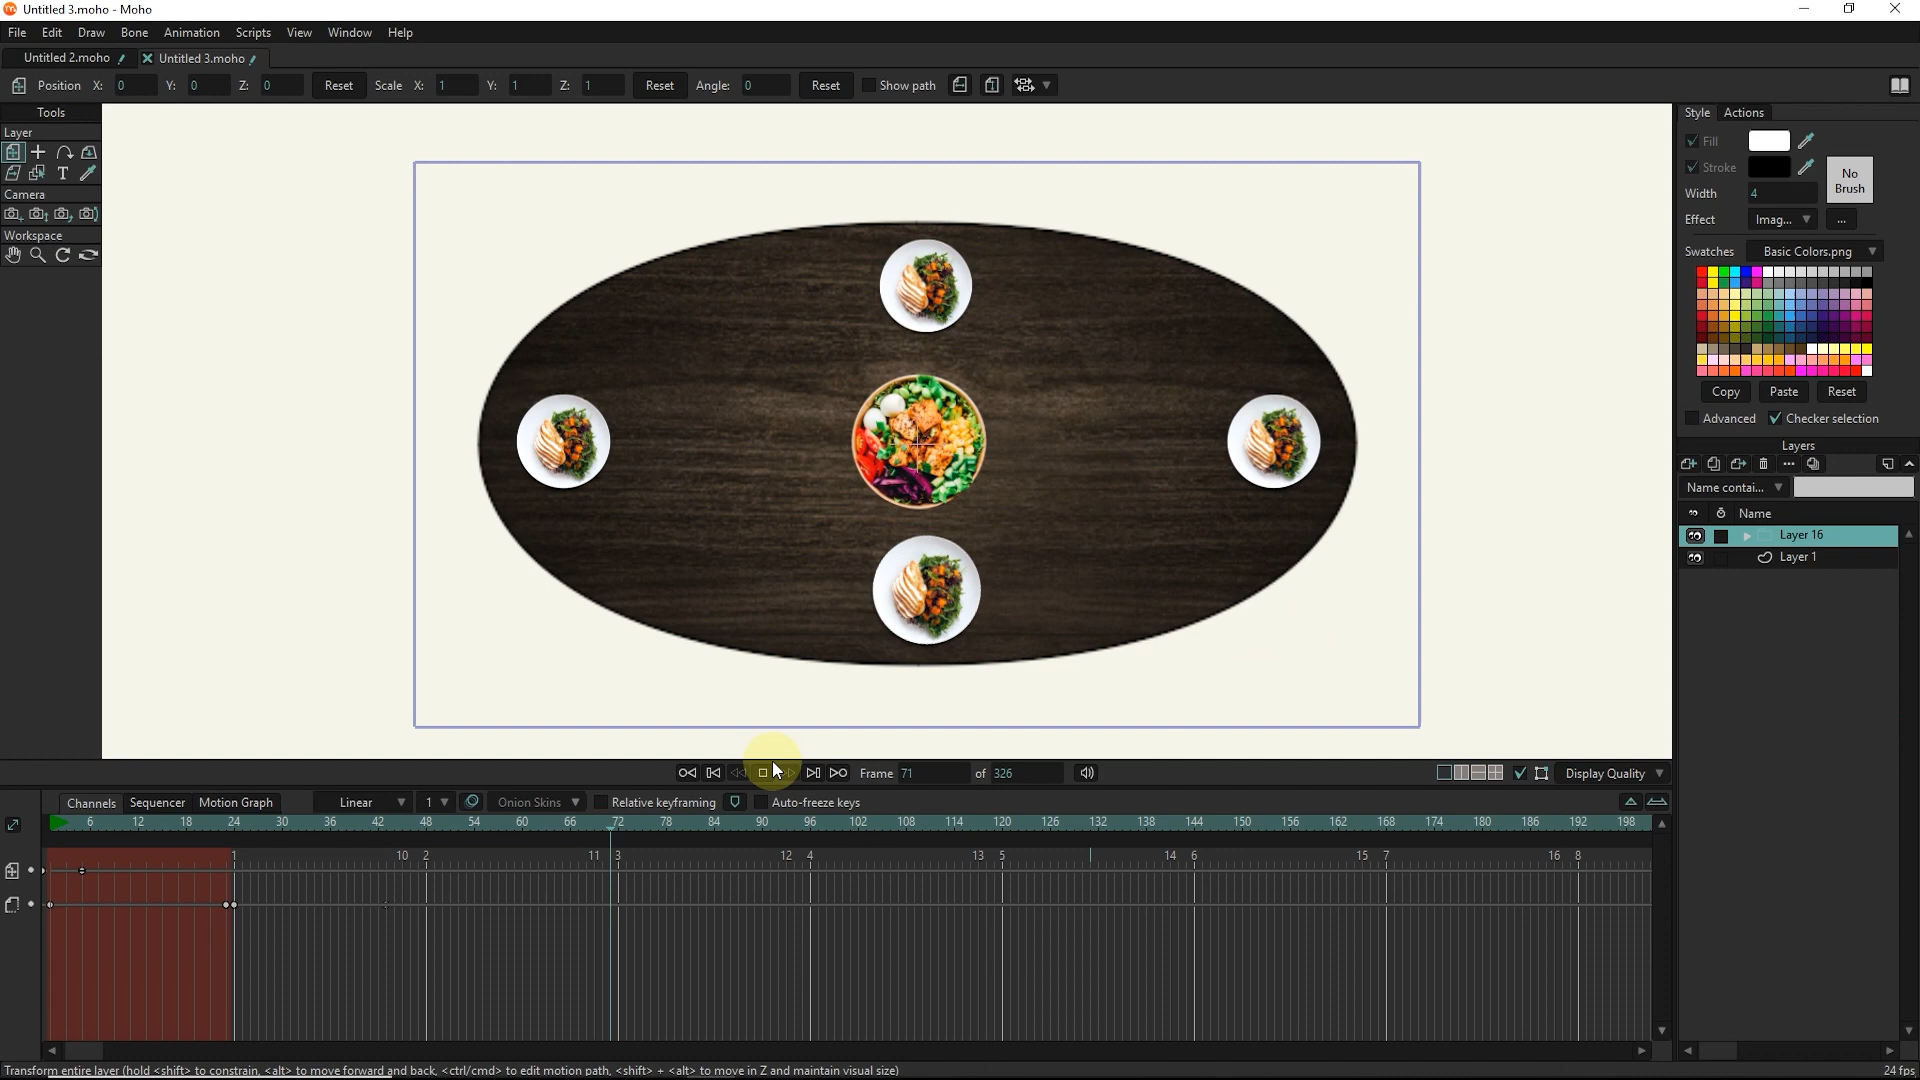 Untitled 3.moho - Moho
File Edit Draw Bone Animation Scripts View Window Help
Untitled 2.moho Untitled 3.moho
Position X: 0 Y: 0 Z: 0 Reset Scale X: 1 Y: 1 Z: 1 Reset Angle: 0 Reset Show path
Tools
Layer
Camera
Workspace
Style Actions
Fill
Stroke
No
Brush
Width 4
Effect Imag... ...
Swatches Basic Colors.png
Copy Paste Reset
Advanced Checker selection
Layers
Name contai...
Name
Layer 16
Layer 1
Frame 71 of 326 Display Quality
Channels Sequencer Motion Graph Linear 1 Onion Skins Relative keyframing Auto-freeze keys
6 12 18 24 30 36 42 48 54 60 66 72 78 84 90 96 102 108 114 120 126 132 138 144 150 156 162 168 174 180 186 192 198
1 10 2 11 3 12 4 13 5 14 6 15 7 16 8
Transform entire layer (hold <shift> to constrain, <alt> to move forward and back, <ctrl/cmd> to edit motion path, <shift> + <alt> to move in Z and maintain visual size)
24 fps